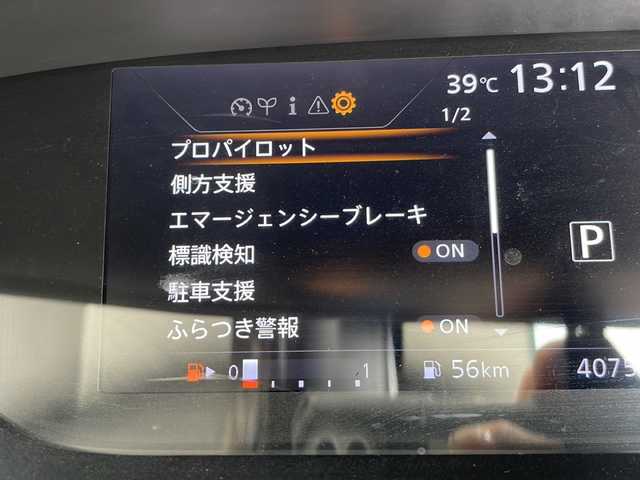 39℃ 13:12
1/2
プロパイロット
側方支援
エマージェンシーブレーキ
標識検知 ON
P
駐車支援
ふらつき警報 ON
0 1 56km 4075